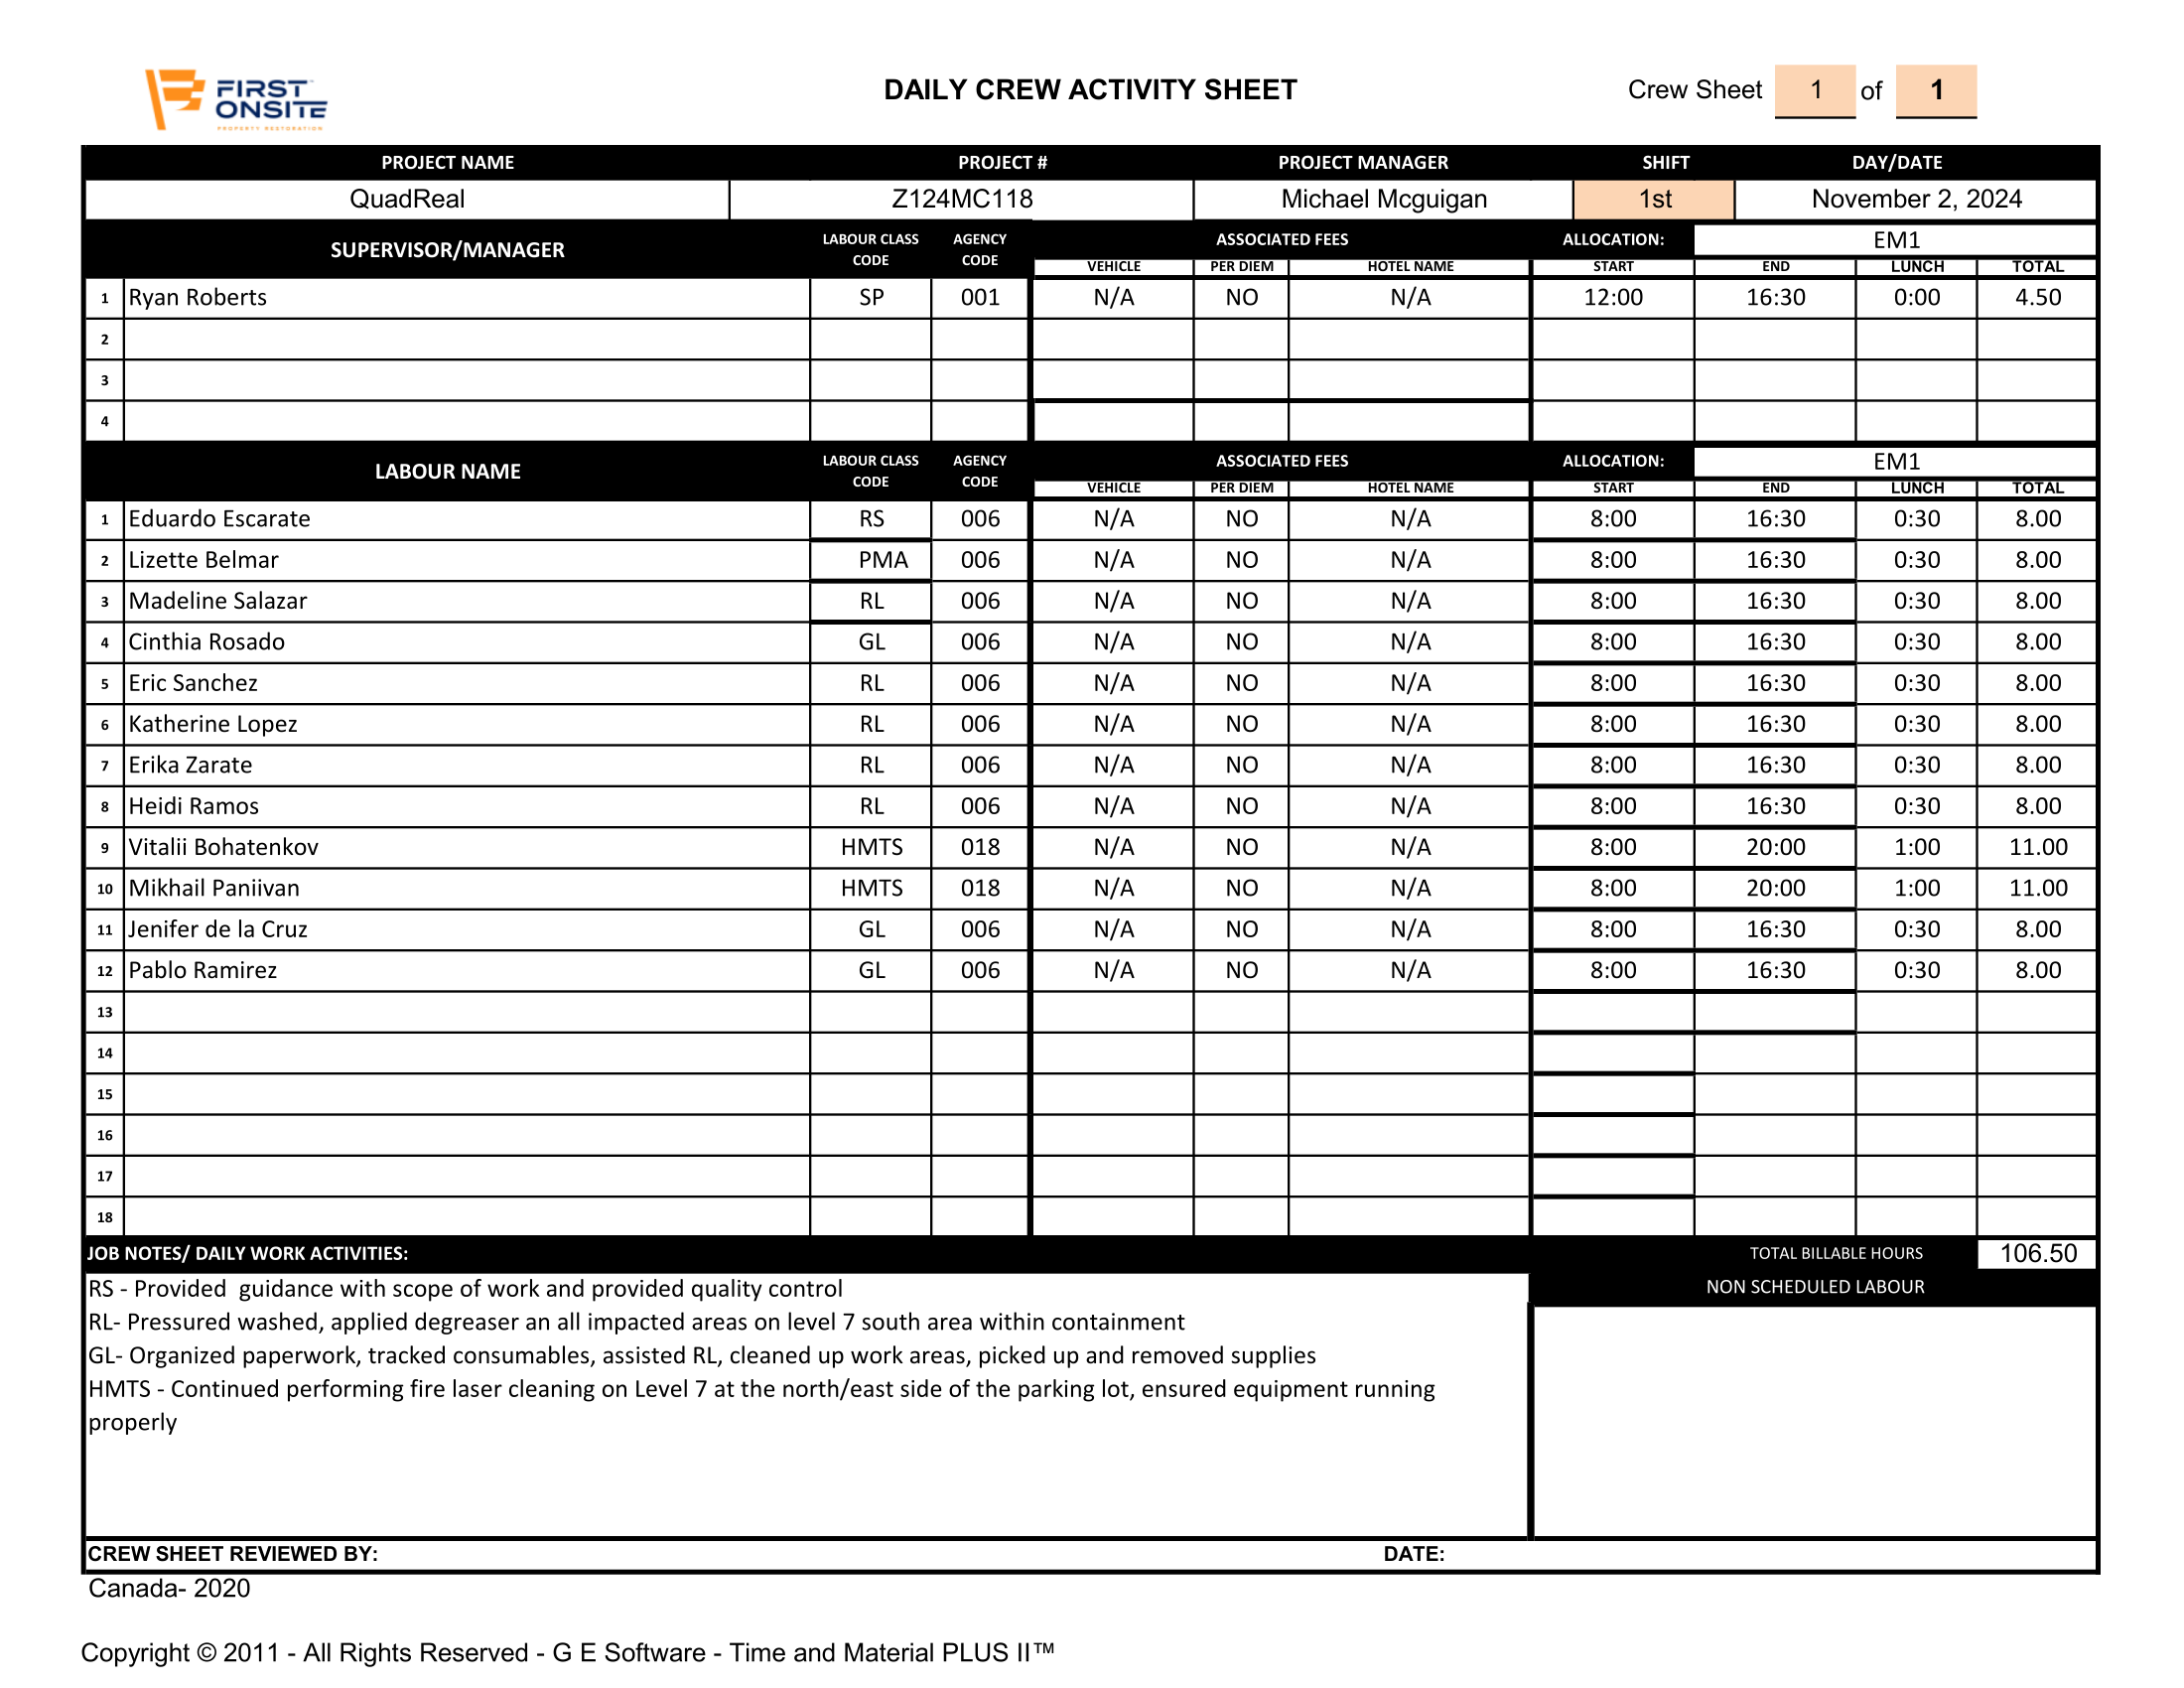 FIRST ONSITE PROPERTY RESTORATION
DAILY CREW ACTIVITY SHEET
Crew Sheet 1 of 1
PROJECT NAME PROJECT # PROJECT MANAGER SHIFT DAY/DATE
QuadReal Z124MC118 Michael Mcguigan 1st November 2, 2024
SUPERVISOR/MANAGER LABOUR CLASS CODE AGENCY CODE ASSOCIATED FEES ALLOCATION: EM1
VEHICLE PER DIEM HOTEL NAME START END LUNCH TOTAL
1 Ryan Roberts SP 001 N/A NO N/A 12:00 16:30 0:00 4.50
2
3
4
LABOUR NAME LABOUR CLASS CODE AGENCY CODE ASSOCIATED FEES ALLOCATION: EM1
VEHICLE PER DIEM HOTEL NAME START END LUNCH TOTAL
1 Eduardo Escarate RS 006 N/A NO N/A 8:00 16:30 0:30 8.00
2 Lizette Belmar PMA 006 N/A NO N/A 8:00 16:30 0:30 8.00
3 Madeline Salazar RL 006 N/A NO N/A 8:00 16:30 0:30 8.00
4 Cinthia Rosado GL 006 N/A NO N/A 8:00 16:30 0:30 8.00
5 Eric Sanchez RL 006 N/A NO N/A 8:00 16:30 0:30 8.00
6 Katherine Lopez RL 006 N/A NO N/A 8:00 16:30 0:30 8.00
7 Erika Zarate RL 006 N/A NO N/A 8:00 16:30 0:30 8.00
8 Heidi Ramos RL 006 N/A NO N/A 8:00 16:30 0:30 8.00
9 Vitalii Bohatenkov HMTS 018 N/A NO N/A 8:00 20:00 1:00 11.00
10 Mikhail Paniivan HMTS 018 N/A NO N/A 8:00 20:00 1:00 11.00
11 Jenifer de la Cruz GL 006 N/A NO N/A 8:00 16:30 0:30 8.00
12 Pablo Ramirez GL 006 N/A NO N/A 8:00 16:30 0:30 8.00
13
14
15
16
17
18
JOB NOTES/ DAILY WORK ACTIVITIES: TOTAL BILLABLE HOURS 106.50
NON SCHEDULED LABOUR
RS - Provided  guidance with scope of work and provided quality control
RL- Pressured washed, applied degreaser an all impacted areas on level 7 south area within containment
GL- Organized paperwork, tracked consumables, assisted RL, cleaned up work areas, picked up and removed supplies
HMTS - Continued performing fire laser cleaning on Level 7 at the north/east side of the parking lot, ensured equipment running
properly
CREW SHEET REVIEWED BY: DATE:
Canada- 2020
Copyright © 2011 - All Rights Reserved - G E Software - Time and Material PLUS II™